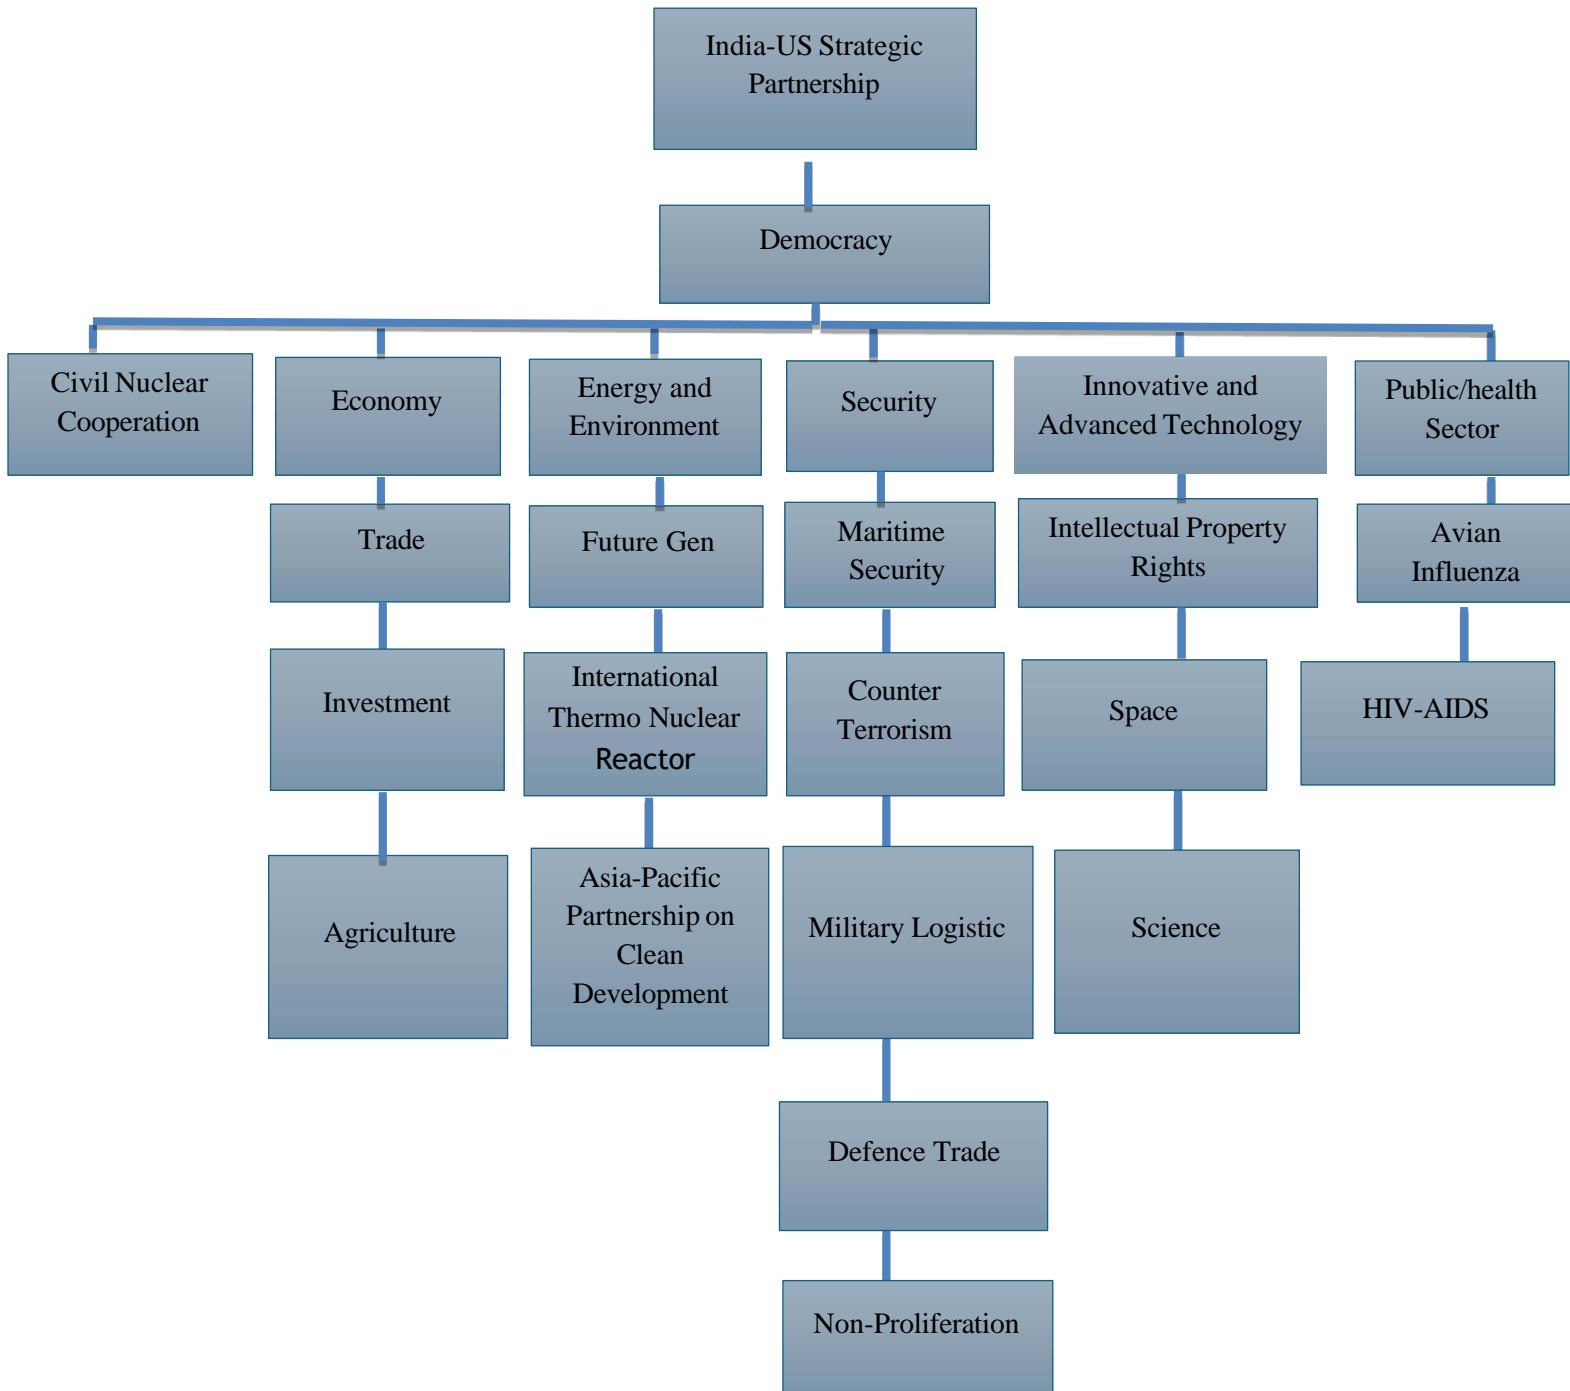 India-US Strategic
Partnership
Democracy
Civil Nuclear
Cooperation
Economy
Energy and
Environment
Security
Innovative and
Advanced Technology
Public/health
Sector
Trade
Future Gen
Maritime
Security
Intellectual Property
Rights
Avian
Influenza
Investment
International
Thermo Nuclear
Reactor
Counter
Terrorism
Space
HIV-AIDS
Agriculture
Asia-Pacific
Partnership on
Clean
Development
Military Logistic
Science
Defence Trade
Non-Proliferation